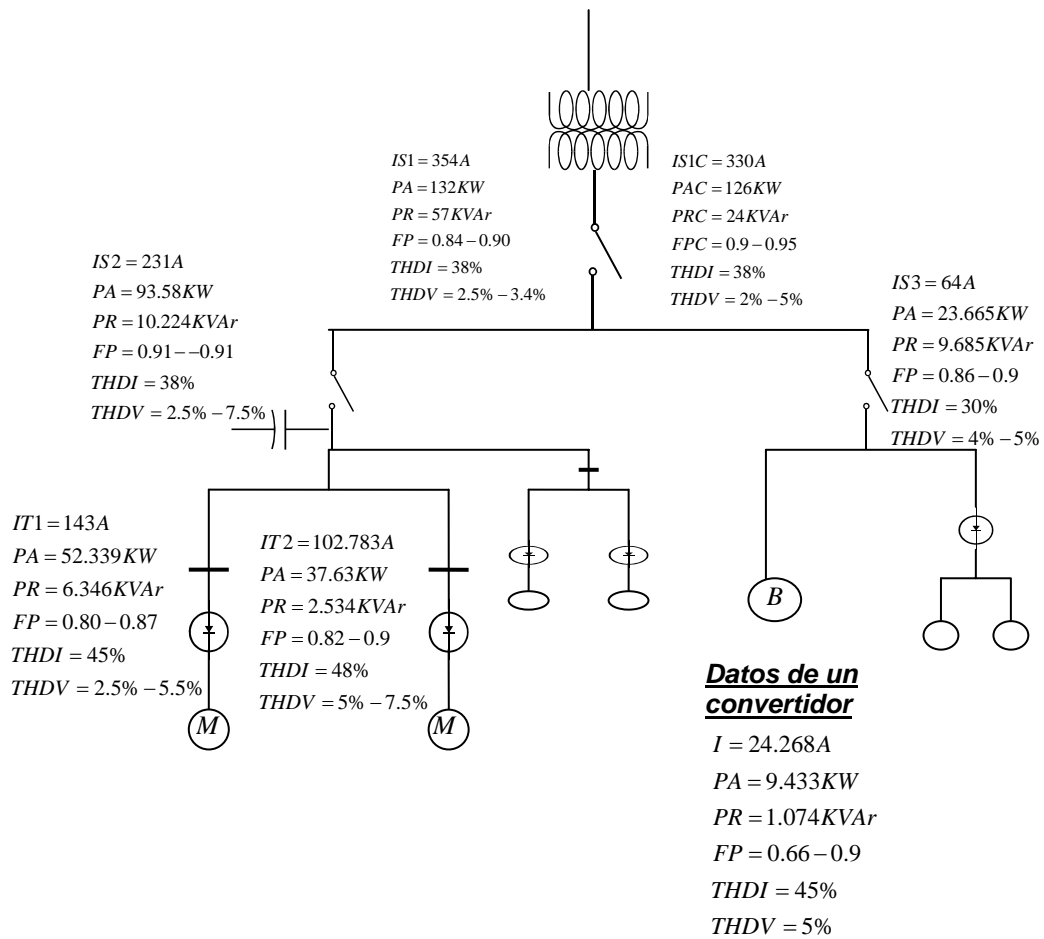 IS1 = 354A
PA = 132KW
PR = 57KVAr
FP = 0.84 – 0.90
THDI = 38%
THDV = 2.5% – 3.4%
IS1C = 330A
PAC = 126KW
PRC = 24KVAr
FPC = 0.9 – 0.95
THDI = 38%
THDV = 2% – 5%
IS2 = 231A
PA = 93.58KW
PR = 10.224KVAr
FP = 0.91 – –0.91
THDI = 38%
THDV = 2.5% – 7.5%
IS3 = 64A
PA = 23.665KW
PR = 9.685KVAr
FP = 0.86 – 0.9
THDI = 30%
THDV = 4% – 5%
IT1 = 143A
PA = 52.339KW
PR = 6.346KVAr
FP = 0.80 – 0.87
THDI = 45%
THDV = 2.5% – 5.5%
M
IT2 = 102.783A
PA = 37.63KW
PR = 2.534KVAr
FP = 0.82 – 0.9
THDI = 48%
THDV = 5% – 7.5%
M
B
Datos de un
convertidor
I = 24.268A
PA = 9.433KW
PR = 1.074KVAr
FP = 0.66 – 0.9
THDI = 45%
THDV = 5%